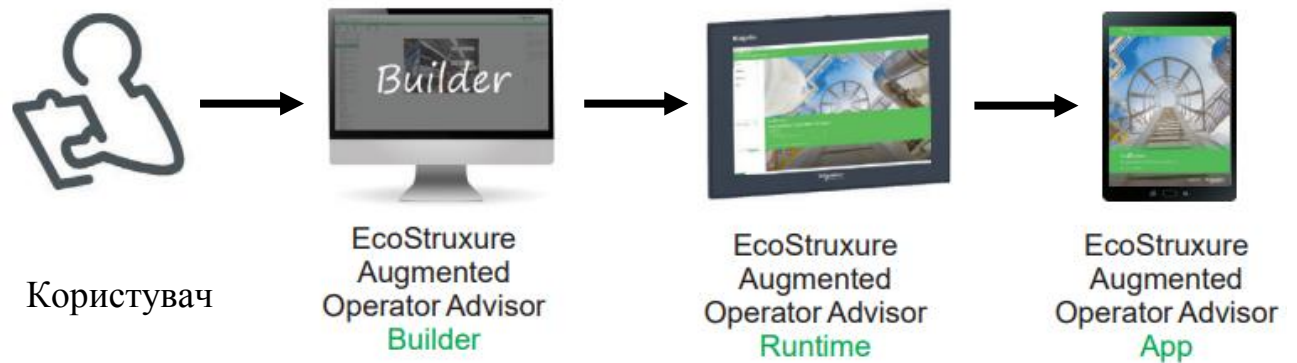 Builder
Користувач
EcoStruxure
Augmented
Operator Advisor
Builder
EcoStruxure
Augmented
Operator Advisor
Runtime
EcoStruxure
Augmented
Operator Advisor
App